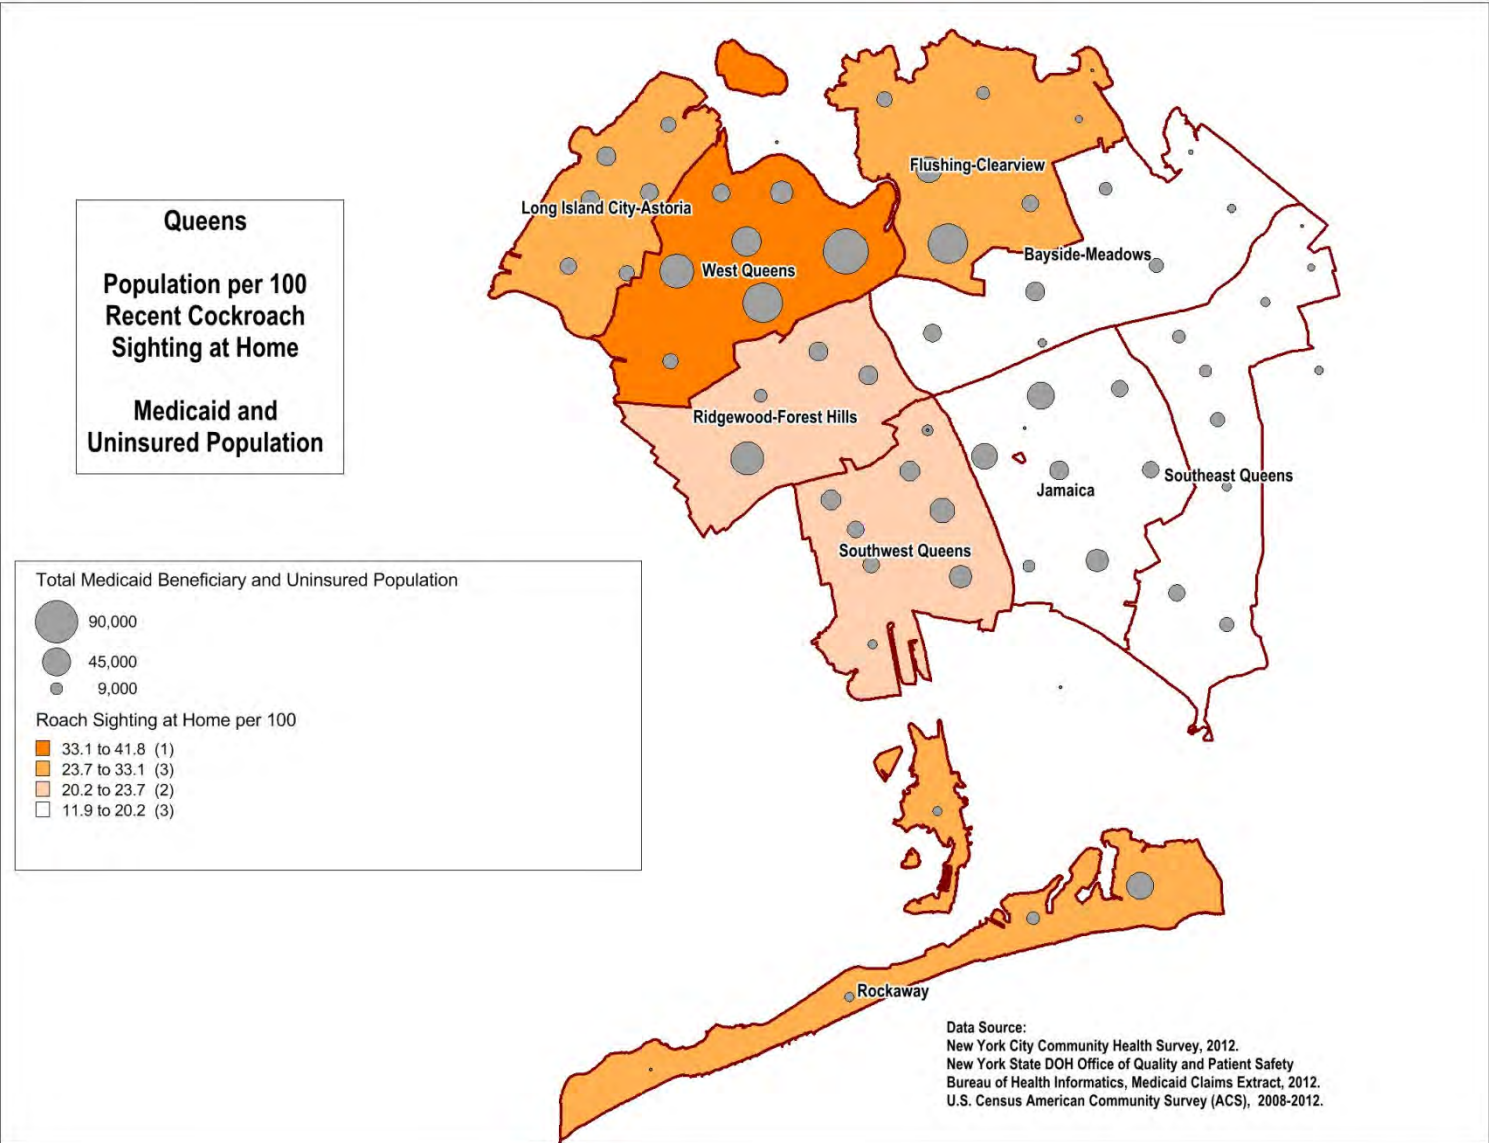 Queens
Population per 100
Recent Cockroach
Sighting at Home
Medicaid and
Uninsured Population
Flushing-Clearview
Long Island City-Astoria
Bayside-Meadows
West Queens
Ridgewood-Forest Hills
Southeast Queens
Jamaica
Southwest Queens
Rockaway
Total Medicaid Beneficiary and Uninsured Population
90,000
45,000
9,000
Roach Sighting at Home per 100
33.1 to 41.8 (1)
23.7 to 33.1 (3)
20.2 to 23.7 (2)
11.9 to 20.2 (3)
Data Source:
New York City Community Health Survey, 2012.
New York State DOH Office of Quality and Patient Safety
Bureau of Health Informatics, Medicaid Claims Extract, 2012.
U.S. Census American Community Survey (ACS), 2008-2012.